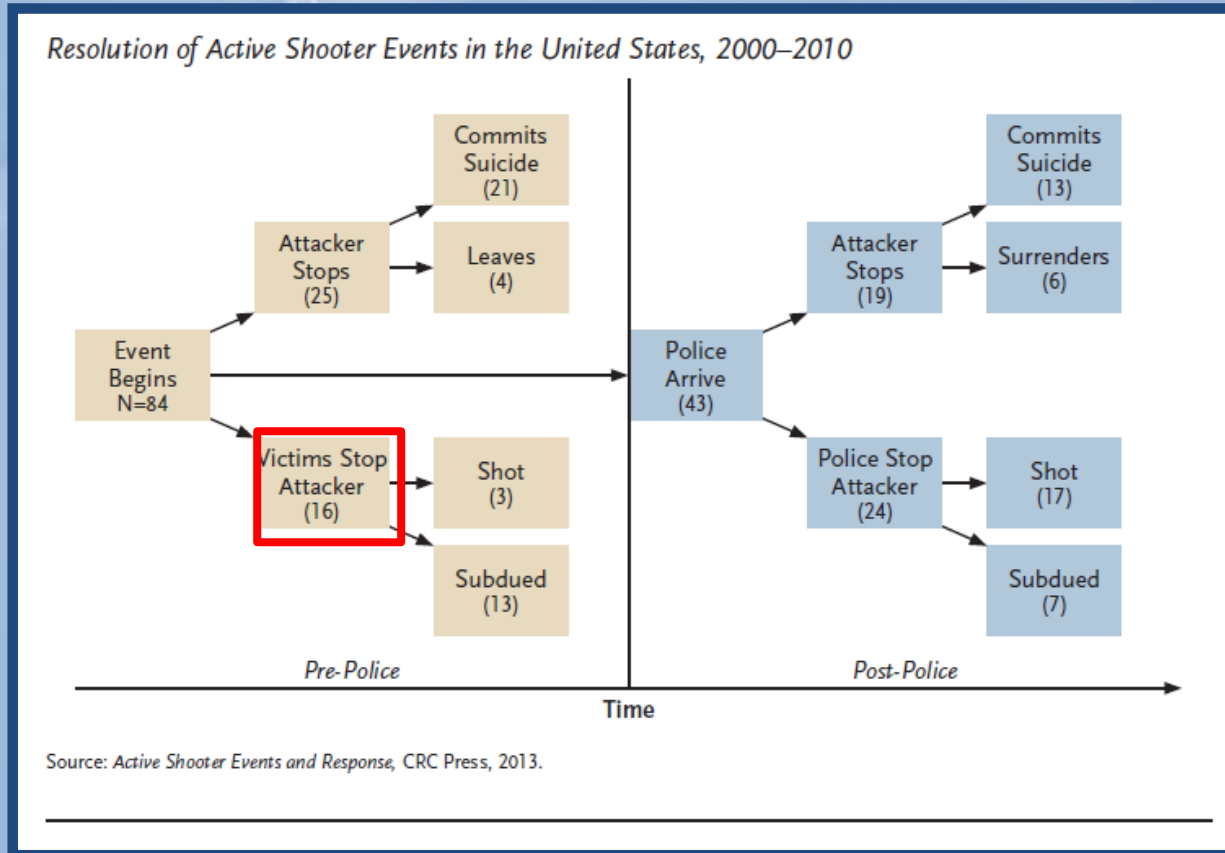 Resolution of Active Shooter Events in the United States, 2000–2010
Commits
Suicide
(21)
Attacker
Stops
(25)
Leaves
(4)
Event
Begins
N=84
Victims Stop
Attacker
(16)
Shot
(3)
Subdued
(13)
Pre-Police
Commits
Suicide
(13)
Attacker
Stops
(19)
Surrenders
(6)
Police
Arrive
(43)
Police Stop
Attacker
(24)
Shot
(17)
Subdued
(7)
Post-Police
Time
Source: Active Shooter Events and Response, CRC Press, 2013.